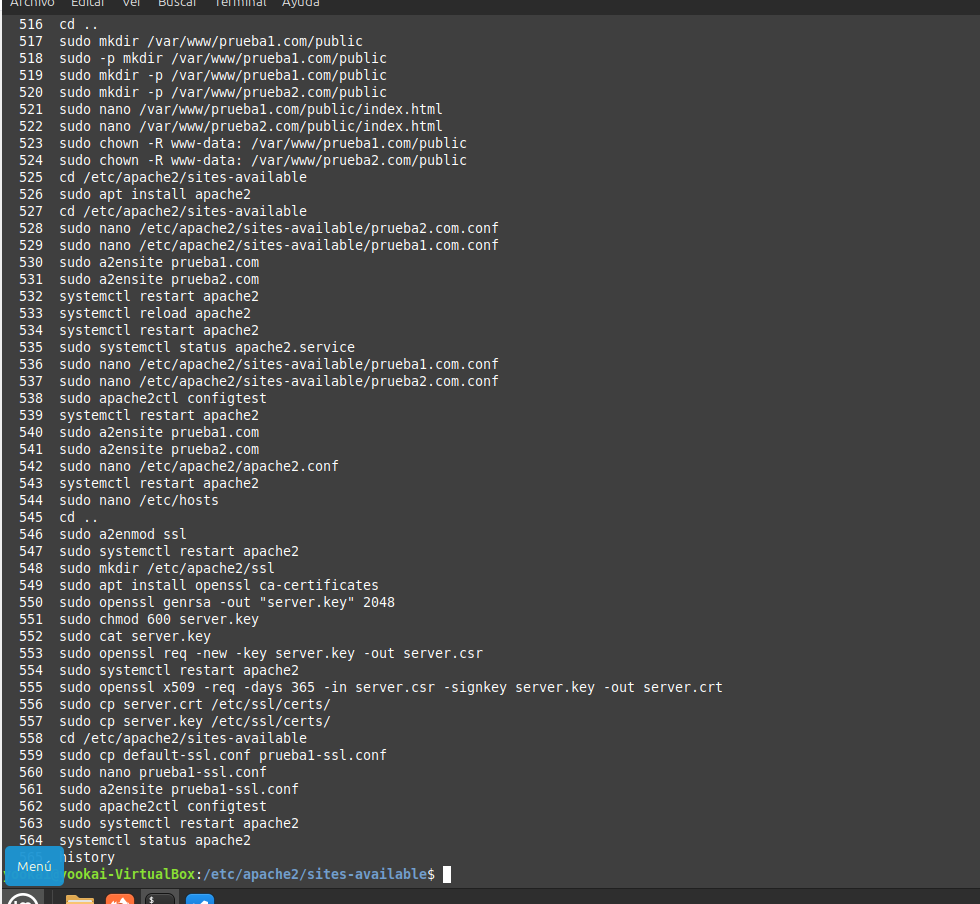 Archivo Editar Ver Buscar Terminal Ayuda
516 cd ..
517 sudo mkdir /var/www/prueba1.com/public
518 sudo -p mkdir /var/www/prueba1.com/public
519 sudo mkdir -p /var/www/prueba1.com/public
520 sudo mkdir -p /var/www/prueba2.com/public
521 sudo nano /var/www/prueba1.com/public/index.html
522 sudo nano /var/www/prueba2.com/public/index.html
523 sudo chown -R www-data: /var/www/prueba1.com/public
524 sudo chown -R www-data: /var/www/prueba2.com/public
525 cd /etc/apache2/sites-available
526 sudo apt install apache2
527 cd /etc/apache2/sites-available
528 sudo nano /etc/apache2/sites-available/prueba2.com.conf
529 sudo nano /etc/apache2/sites-available/prueba1.com.conf
530 sudo a2ensite prueba1.com
531 sudo a2ensite prueba2.com
532 systemctl restart apache2
533 systemctl reload apache2
534 systemctl restart apache2
535 sudo systemctl status apache2.service
536 sudo nano /etc/apache2/sites-available/prueba1.com.conf
537 sudo nano /etc/apache2/sites-available/prueba2.com.conf
538 sudo apache2ctl configtest
539 systemctl restart apache2
540 sudo a2ensite prueba1.com
541 sudo a2ensite prueba2.com
542 sudo nano /etc/apache2/apache2.conf
543 systemctl restart apache2
544 sudo nano /etc/hosts
545 cd ..
546 sudo a2enmod ssl
547 sudo systemctl restart apache2
548 sudo mkdir /etc/apache2/ssl
549 sudo apt install openssl ca-certificates
550 sudo openssl genrsa -out "server.key" 2048
551 sudo chmod 600 server.key
552 sudo cat server.key
553 sudo openssl req -new -key server.key -out server.csr
554 sudo systemctl restart apache2
555 sudo openssl x509 -req -days 365 -in server.csr -signkey server.key -out server.crt
556 sudo cp server.crt /etc/ssl/certs/
557 sudo cp server.key /etc/ssl/certs/
558 cd /etc/apache2/sites-available
559 sudo cp default-ssl.conf prueba1-ssl.conf
560 sudo nano prueba1-ssl.conf
561 sudo a2ensite prueba1-ssl.conf
562 sudo apache2ctl configtest
563 sudo systemctl restart apache2
564 systemctl status apache2
history
yookai-VirtualBox:/etc/apache2/sites-available$
Menú